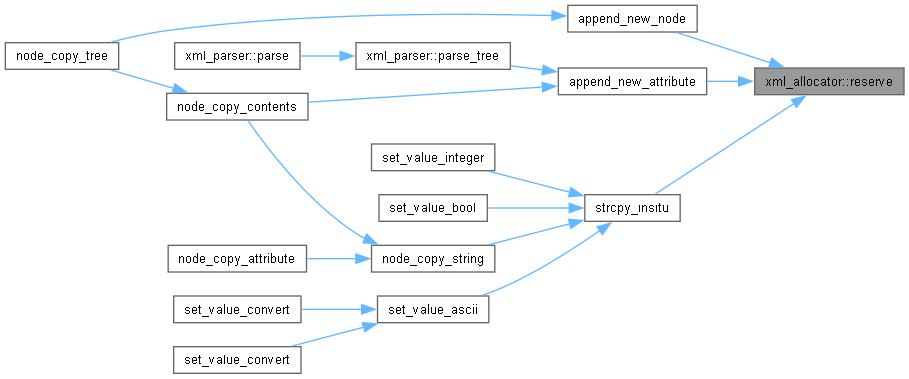 append_new_node
node_copy_tree
xml_parser::parse
xml_parser::parse_tree
append_new_attribute
xml_allocator::reserve
node_copy_contents
set_value_integer
set_value_bool
strcpy_insitu
node_copy_attribute
node_copy_string
set_value_convert
set_value_ascii
set_value_convert